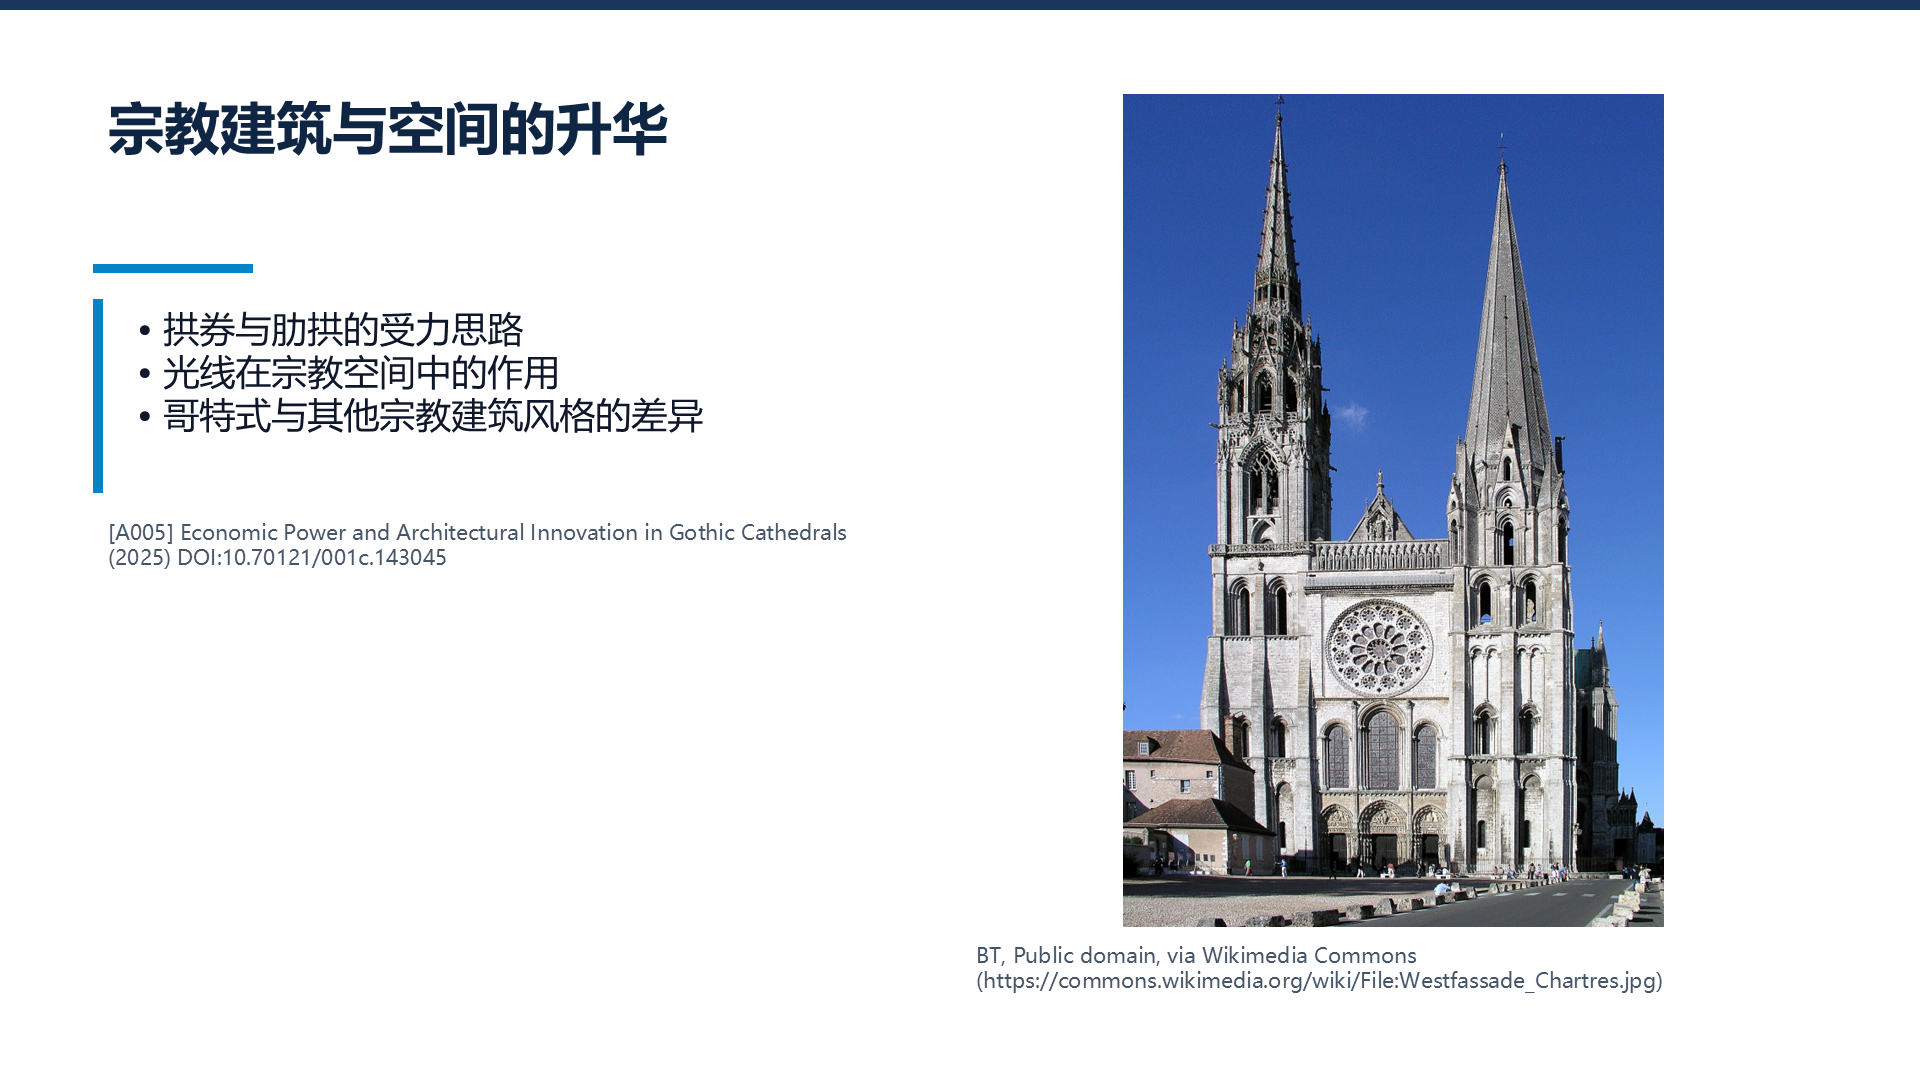 宗教建筑与空间的升华
• 拱券与肋拱的受力思路
• 光线在宗教空间中的作用
• 哥特式与其他宗教建筑风格的差异
[A005] Economic Power and Architectural Innovation in Gothic Cathedrals
(2025) DOI:10.70121/001c.143045
BT, Public domain, via Wikimedia Commons
(https://commons.wikimedia.org/wiki/File:Westfassade_Chartres.jpg)